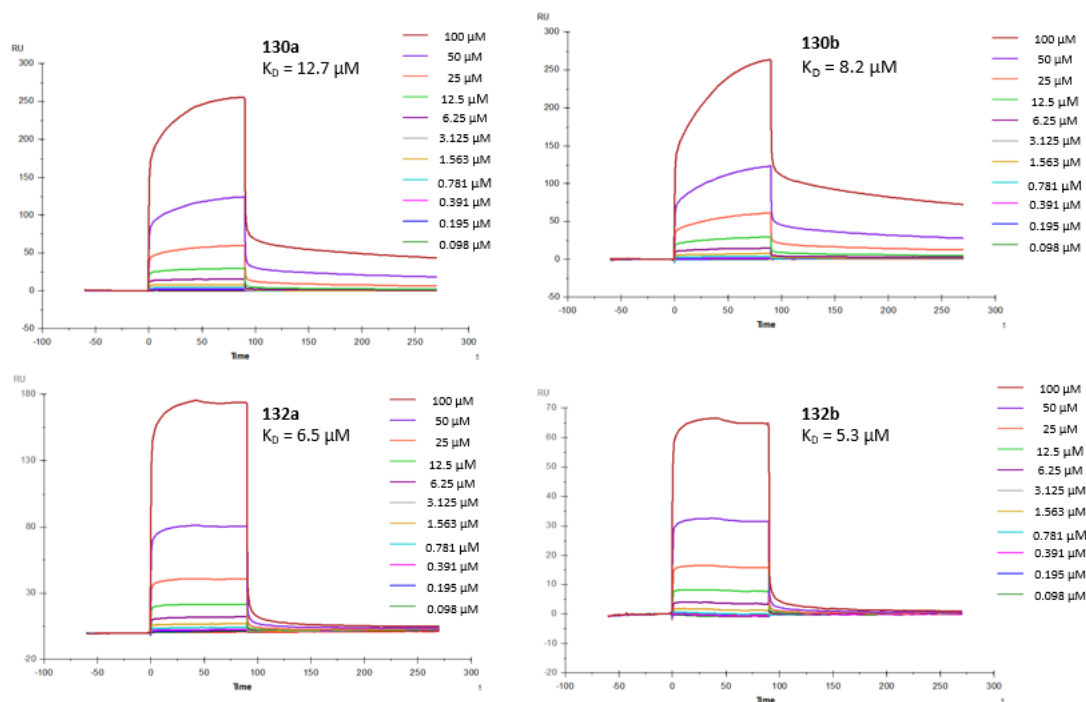 RU
130a
K_D = 12.7 µM
300
250
200
150
100
50
0
-50
-100
-50
0
50
100
150
200
250
300
Time
s
100 µM
50 µM
25 µM
12.5 µM
6.25 µM
3.125 µM
1.563 µM
0.781 µM
0.391 µM
0.195 µM
0.098 µM
RU
130b
K_D = 8.2 µM
300
250
200
150
100
50
0
-50
-100
-50
0
50
100
150
200
250
300
Time
s
100 µM
50 µM
25 µM
12.5 µM
6.25 µM
3.125 µM
1.563 µM
0.781 µM
0.391 µM
0.195 µM
0.098 µM
RU
132a
K_D = 6.5 µM
180
130
80
30
-20
-100
-50
0
50
100
150
200
250
300
Time
s
100 µM
50 µM
25 µM
12.5 µM
6.25 µM
3.125 µM
1.563 µM
0.781 µM
0.391 µM
0.195 µM
0.098 µM
RU
132b
K_D = 5.3 µM
70
60
50
40
30
20
10
0
-10
-20
-100
-50
0
50
100
150
200
250
300
Time
100 µM
50 µM
25 µM
12.5 µM
6.25 µM
3.125 µM
1.563 µM
0.781 µM
0.391 µM
0.195 µM
0.098 µM